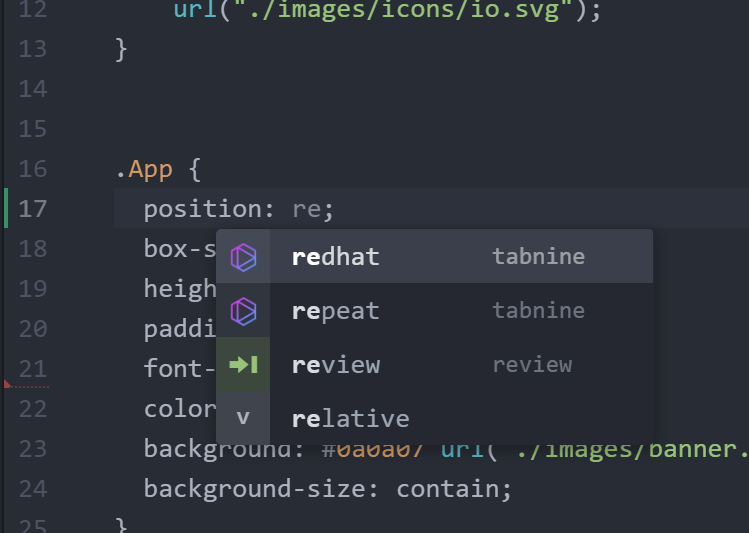 12 url("./images/icons/io.svg");
13 }
14
15
16 .App {
17 position: re;
18 box-s
redhat tabnine
19 heigh
repeat tabnine
20 paddi
21 font-
review review
22 color
v relative
23 background: #0a0a07 url("./images/banner.
24 background-size: contain;
25 }